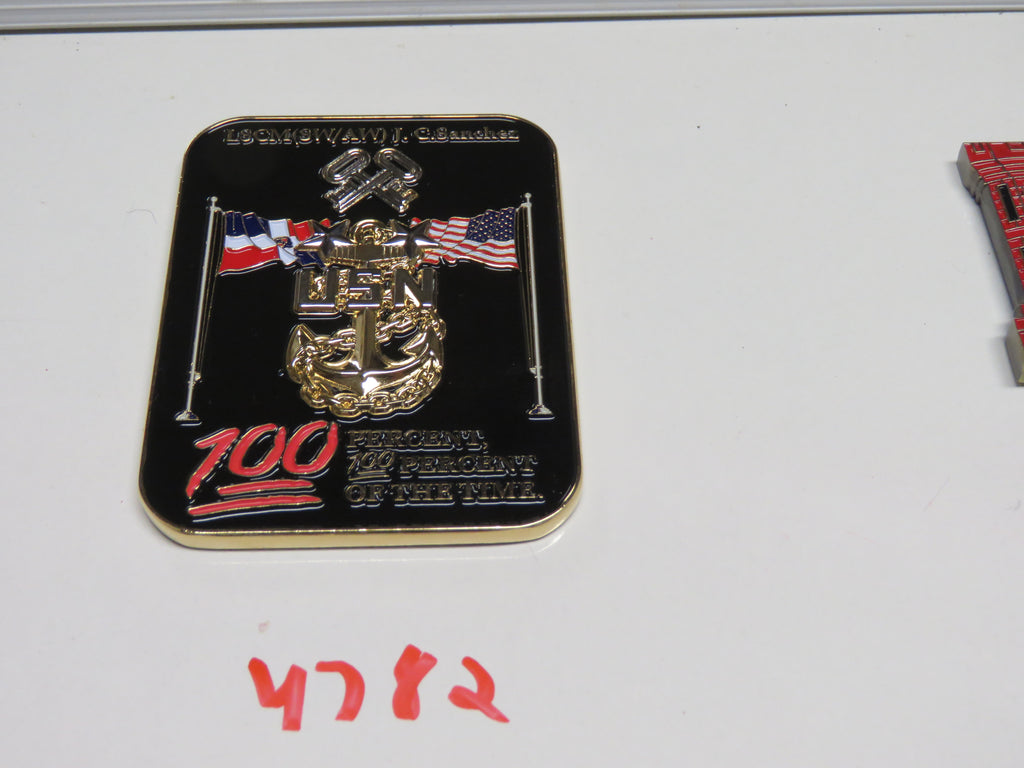 LSCM(SW/AW) J. C.Sanchez
USN
100 PERCENT,
100 PERCENT
OF THE TIME.
4782